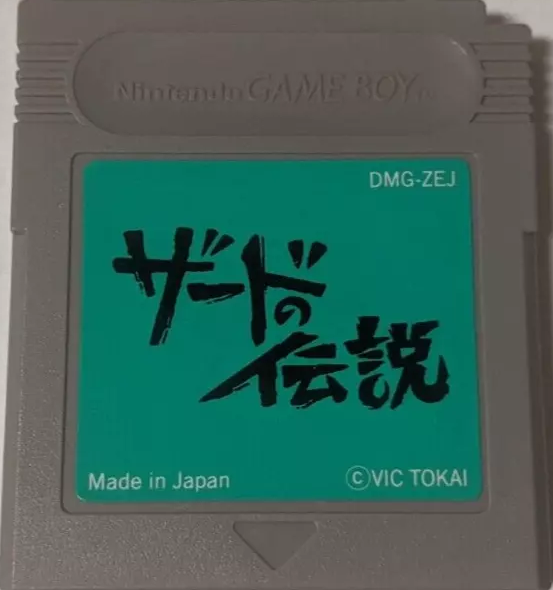 Nintendo GAME BOY
DMG-ZEJ
ザードの
伝説
Made in Japan
©VIC TOKAI